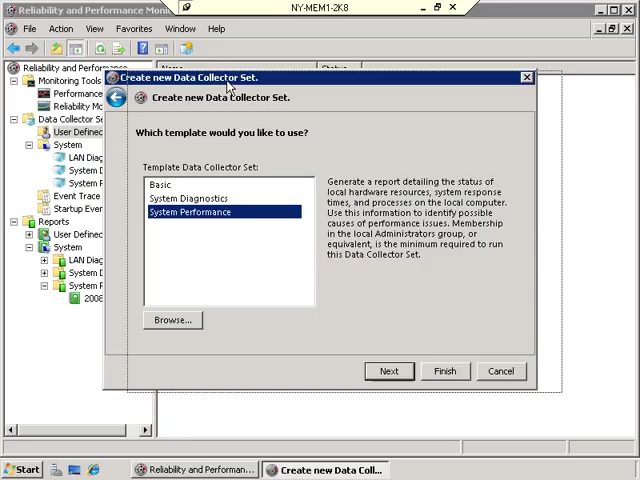 Reliability and Performance Mon
NY-MEM1-2K8
File Action View Favorites Window Help
Reliability and Performance
Name Status
Monitoring Tools
Performance
Reliability Mo
Data Collector Se
User Define
System
LAN Diag
System D
System P
Event Trace
Startup Ever
Reports
User Define
System
LAN Diag
System D
System P
2008
Create new Data Collector Set.
Create new Data Collector Set.
Which template would you like to use?
Template Data Collector Set:
Basic
System Diagnostics
System Performance
Generate a report detailing the status of
local hardware resources, system response
times, and processes on the local computer.
Use this information to identify possible
causes of performance issues. Membership
in the local Administrators group, or
equivalent, is the minimum required to run
this Data Collector Set.
Browse...
Next Finish Cancel
Start
Reliability and Performan...
Create new Data Coll...